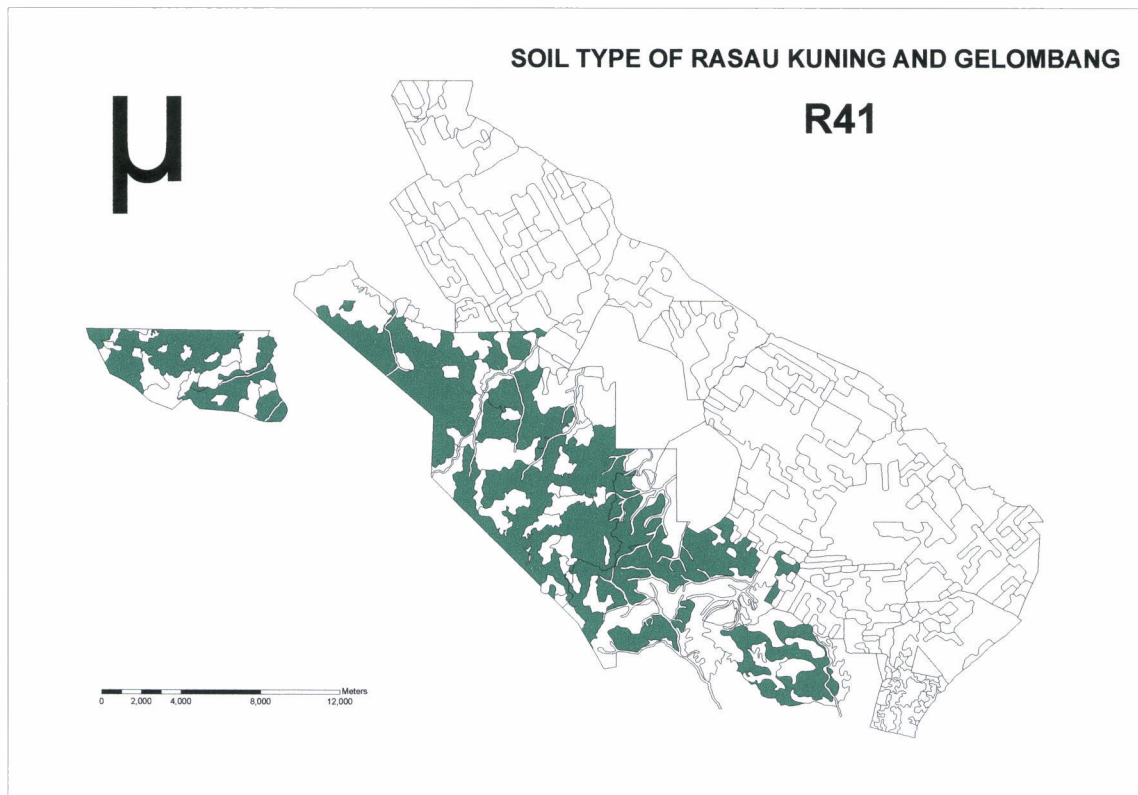 SOIL TYPE OF RASAU KUNING AND GELOMBANG
R41
µ
Meters
0 2,000 4,000 8,000 12,000